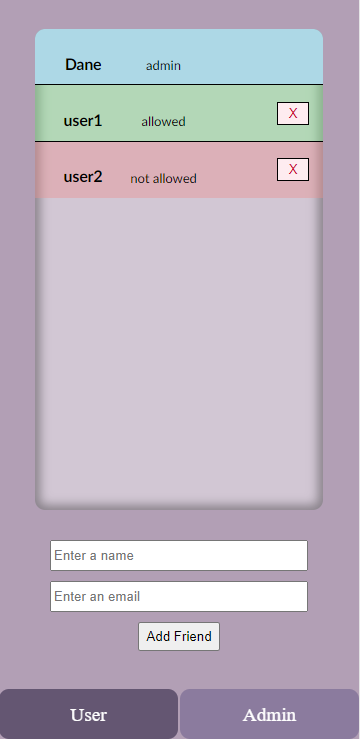 Dane admin
user1 allowed X
user2 not allowed X
Enter a name
Enter an email
Add Friend
User Admin